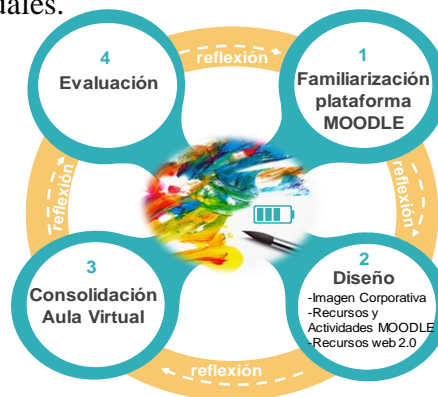 uales.
1
Familiarización
plataforma
MOODLE
reflexión
2
Diseño
-Imagen Corporativa
-Recursos y
Actividades MOODLE
-Recursos web 2.0
reflexión
3
Consolidación
Aula Virtual
reflexión
4
Evaluación
reflexión